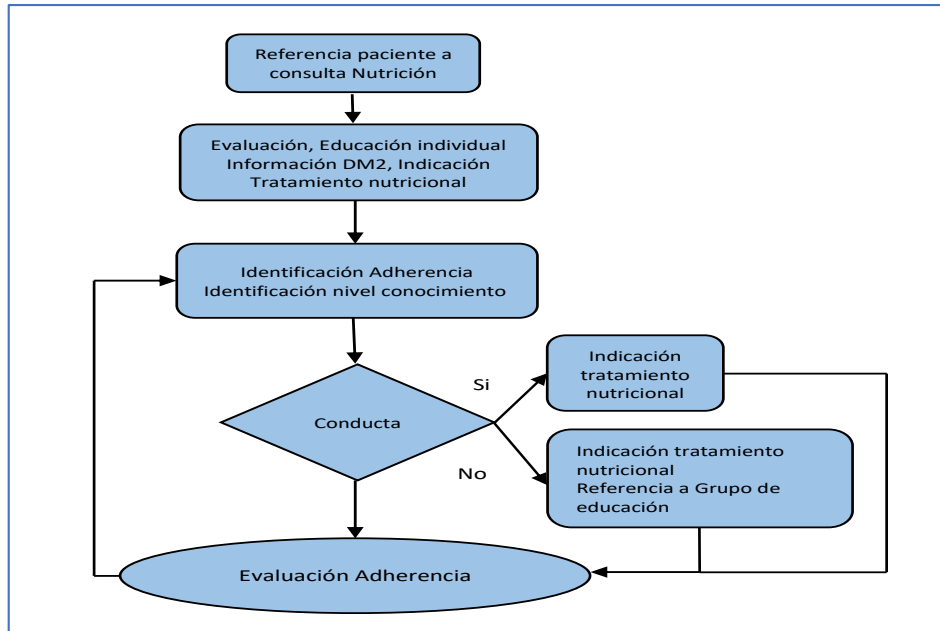 Referencia paciente a
consulta Nutrición
Evaluación, Educación individual
Información DM2, Indicación
Tratamiento nutricional
Identificación Adherencia
Identificación nivel conocimiento
Conducta
Si
Indicación
tratamiento
nutricional
No
Indicación tratamiento
nutricional
Referencia a Grupo de
educación
Evaluación Adherencia